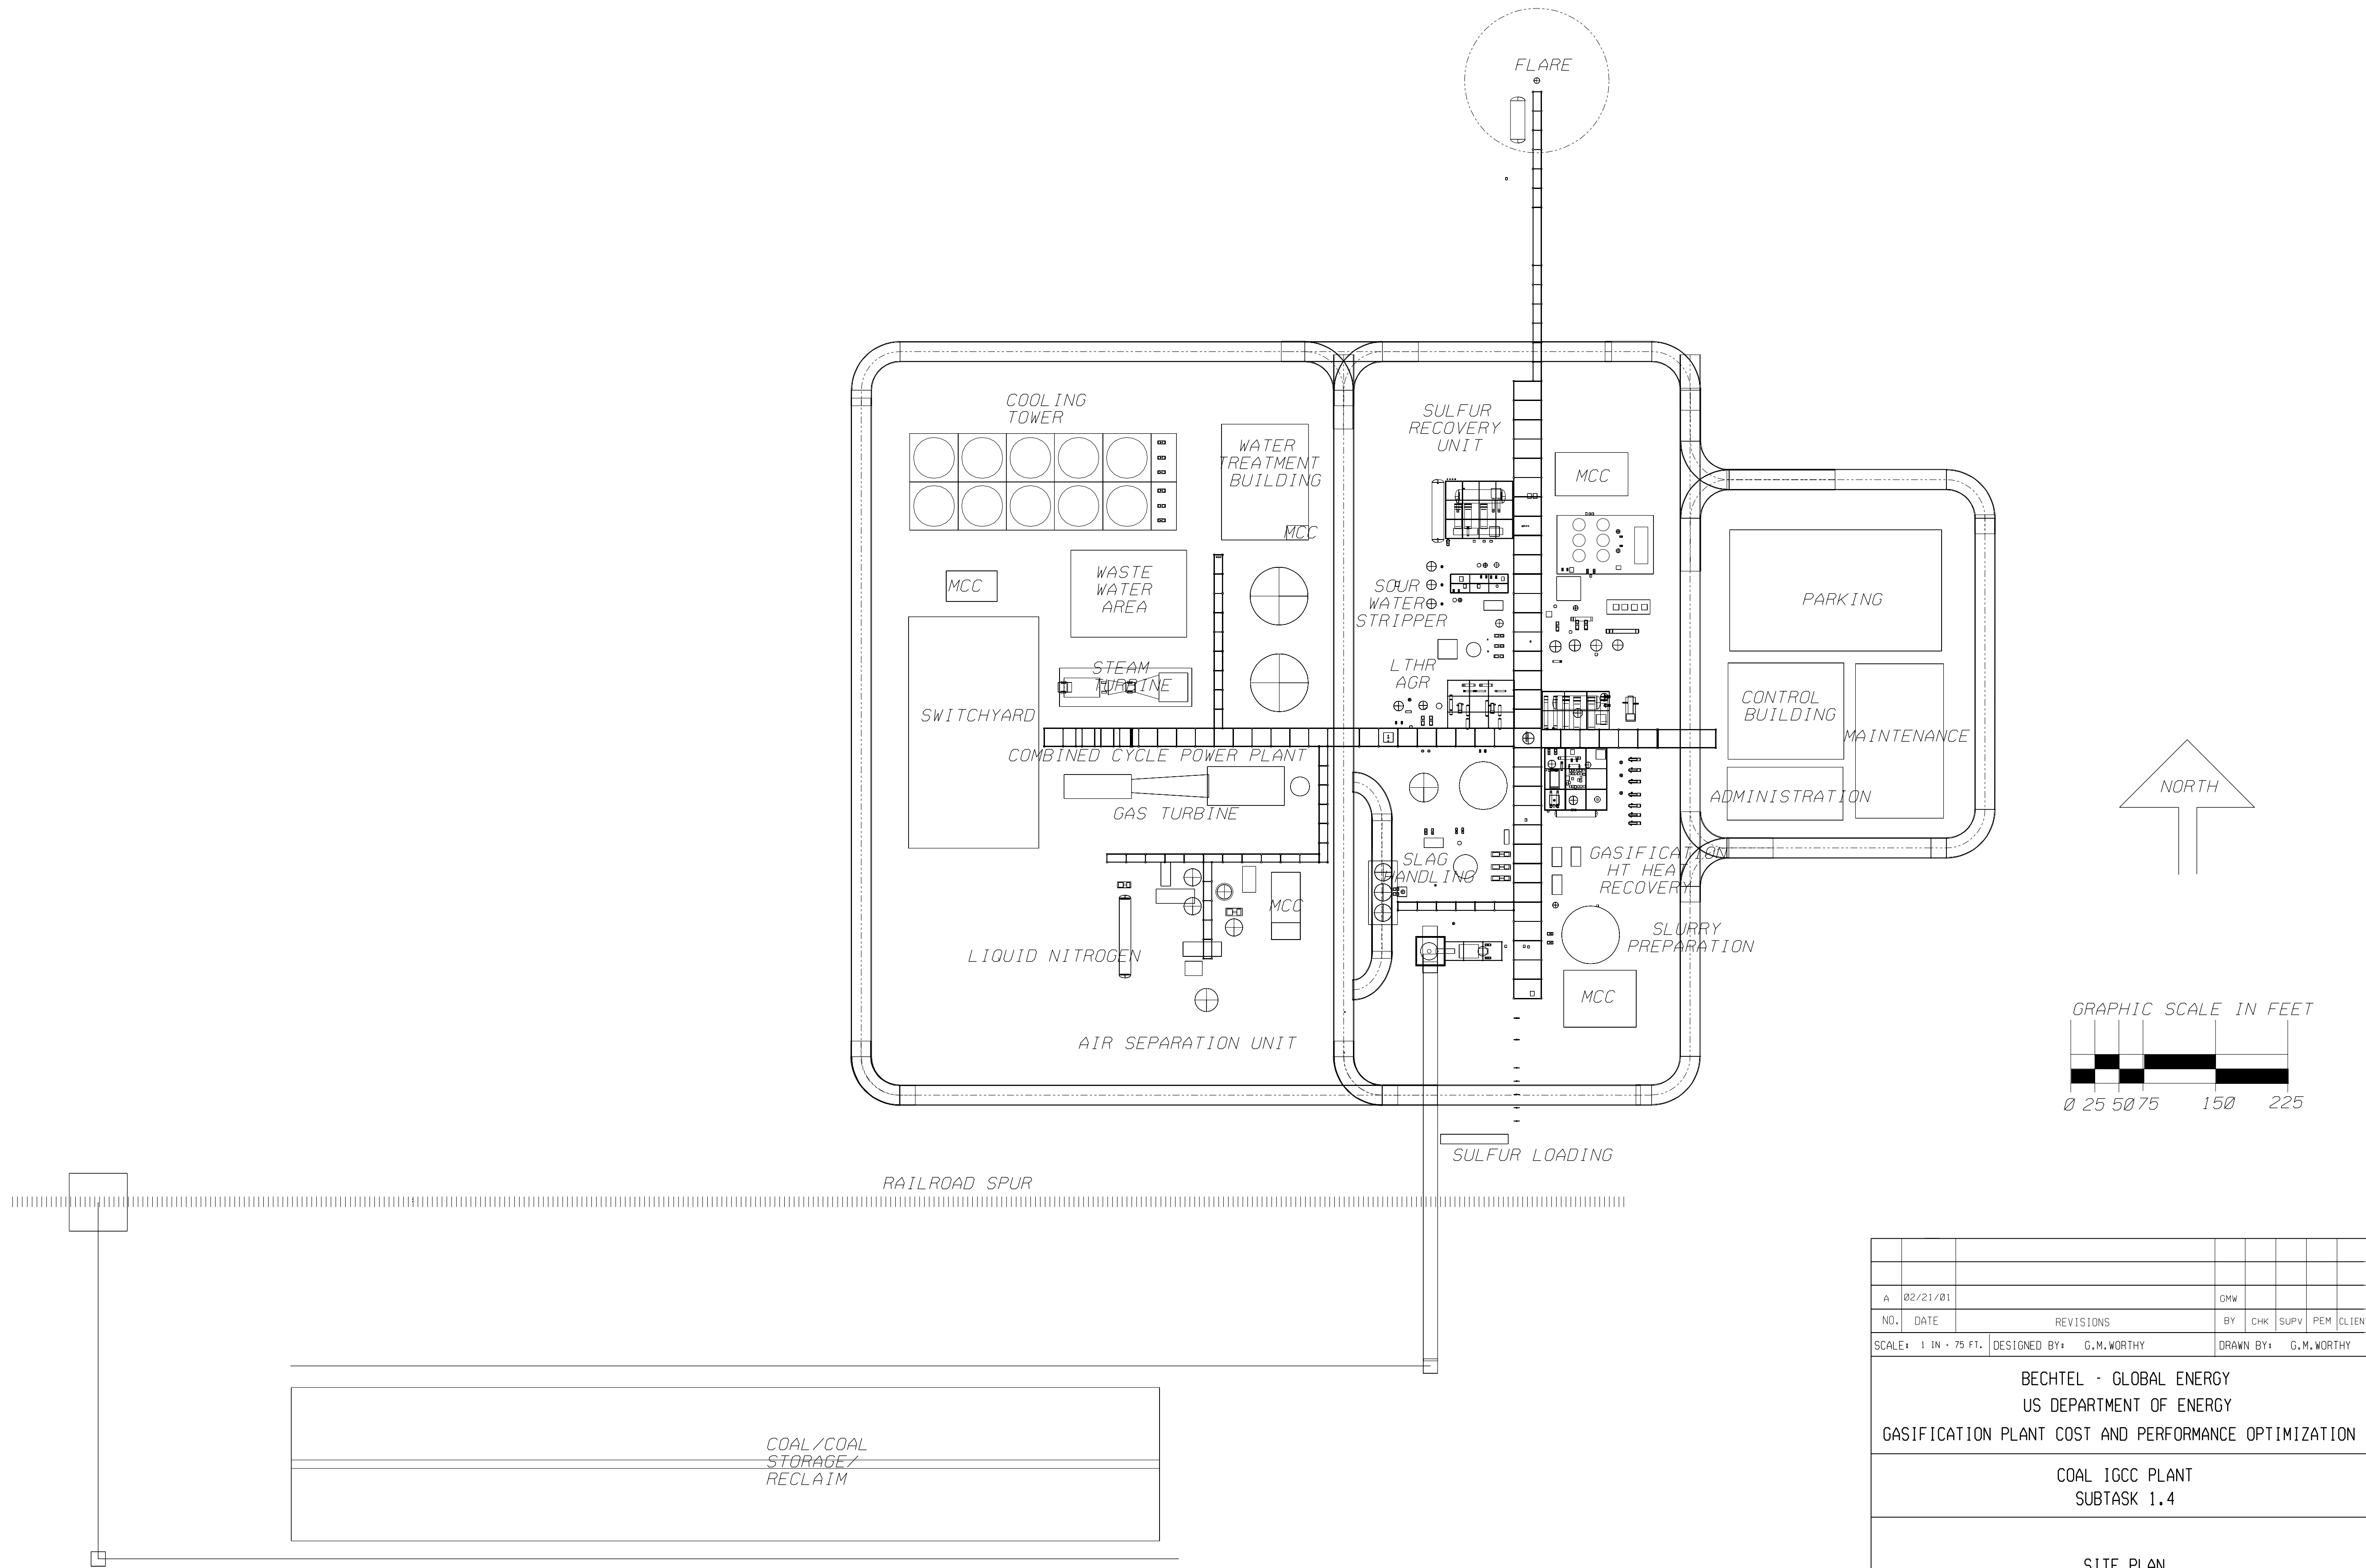 FLARE
COOLING
TOWER
WATER
TREATMENT
BUILDING
MCC
SULFUR
RECOVERY
UNIT
MCC
MCC
WASTE
WATER
AREA
SOUR
WATER
STRIPPER
PARKING
STEAM
TURBINE
LTHR
AGR
SWITCHYARD
CONTROL
BUILDING
MAINTENANCE
COMBINED CYCLE POWER PLANT
GAS TURBINE
ADMINISTRATION
NORTH
SLAG
HANDLING
GASIFICATION
HT HEAT
RECOVERY
MCC
SLURRY
PREPARATION
LIQUID NITROGEN
MCC
AIR SEPARATION UNIT
GRAPHIC SCALE IN FEET
0 25 50 75 150 225
SULFUR LOADING
RAILROAD SPUR
COAL/COAL
STORAGE/
RECLAIM
A 02/21/01 GMW
NO. DATE REVISIONS BY CHK SUPV PEM CLIENT
SCALE: 1 IN - 75 FT. DESIGNED BY: G.M.WORTHY DRAWN BY: G.M.WORTHY
BECHTEL - GLOBAL ENERGY
US DEPARTMENT OF ENERGY
GASIFICATION PLANT COST AND PERFORMANCE OPTIMIZATION
COAL IGCC PLANT
SUBTASK 1.4
SITE PLAN